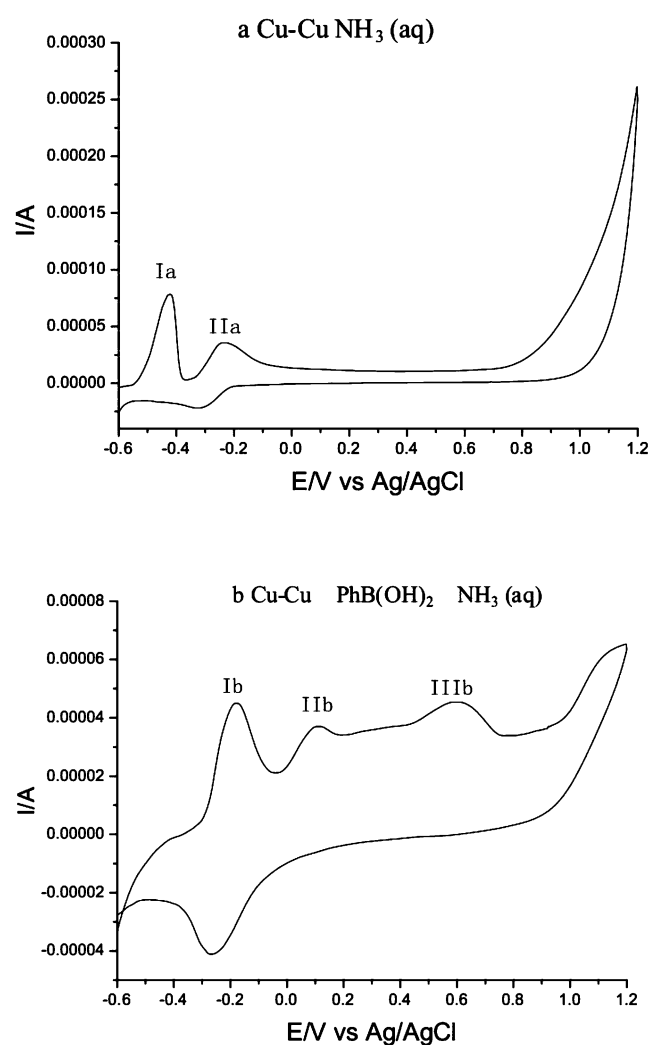 a Cu-Cu NH3 (aq)
0.00030
0.00025
0.00020
0.00015
0.00010
0.00005
0.00000
I/A
Ia
IIa
-0.6 -0.4 -0.2 0.0 0.2 0.4 0.6 0.8 1.0 1.2
E/V vs Ag/AgCl
b Cu-Cu PhB(OH)2 NH3 (aq)
0.00008
0.00006
0.00004
0.00002
0.00000
-0.00002
-0.00004
I/A
Ib
IIb
IIIb
-0.6 -0.4 -0.2 0.0 0.2 0.4 0.6 0.8 1.0 1.2
E/V vs Ag/AgCl